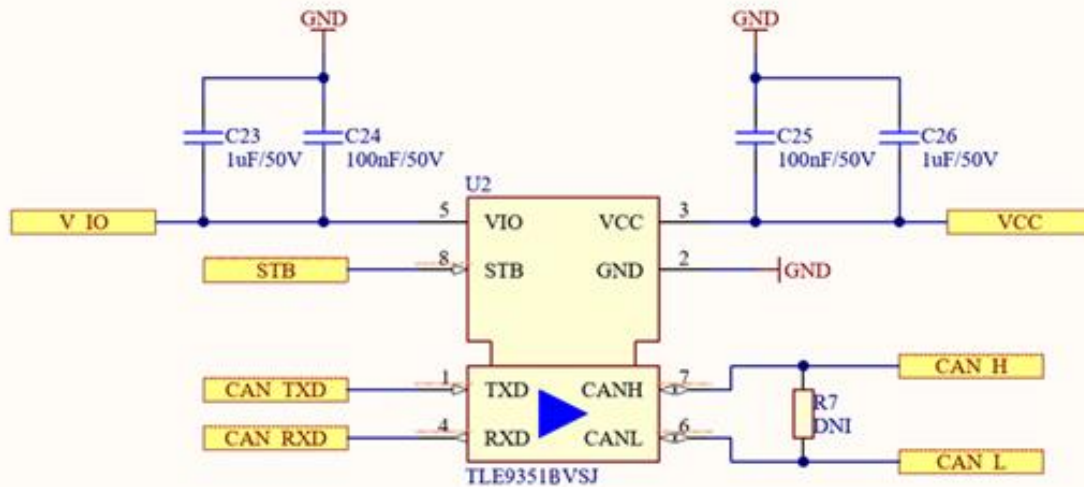 GND
GND
C23
1uF/50V
C24
100nF/50V
C25
100nF/50V
C26
1uF/50V
U2
V IO
5
VIO
VCC
3
VCC
STB
8
STB
GND
2
GND
CAN TXD
1
TXD
CANH
7
CAN H
R7
DNI
CAN RXD
4
RXD
CANL
6
CAN L
TLE9351BVSJ